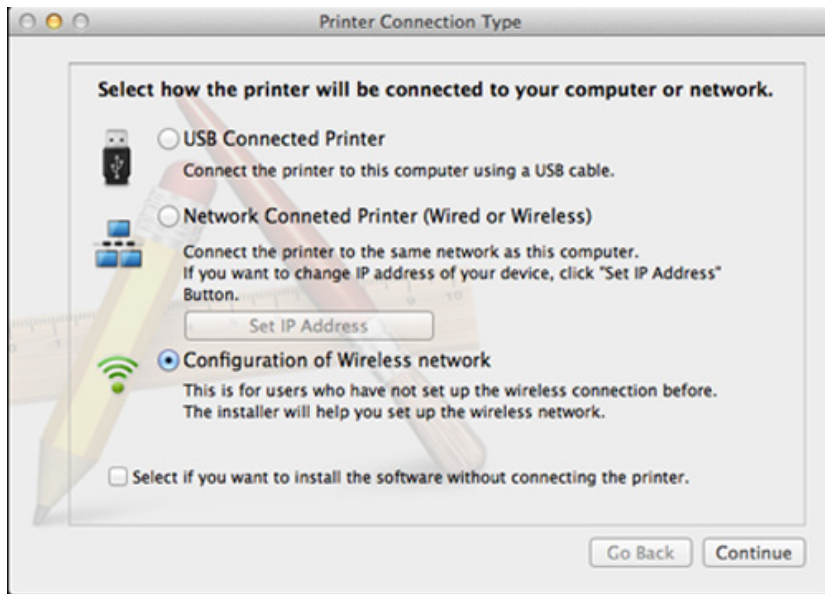 Printer Connection Type
Select how the printer will be connected to your computer or network.
USB Connected Printer
Connect the printer to this computer using a USB cable.
Network Conneted Printer (Wired or Wireless)
Connect the printer to the same network as this computer.
If you want to change IP address of your device, click "Set IP Address"
Button.
Set IP Address
Configuration of Wireless network
This is for users who have not set up the wireless connection before.
The installer will help you set up the wireless network.
Select if you want to install the software without connecting the printer.
Go Back
Continue